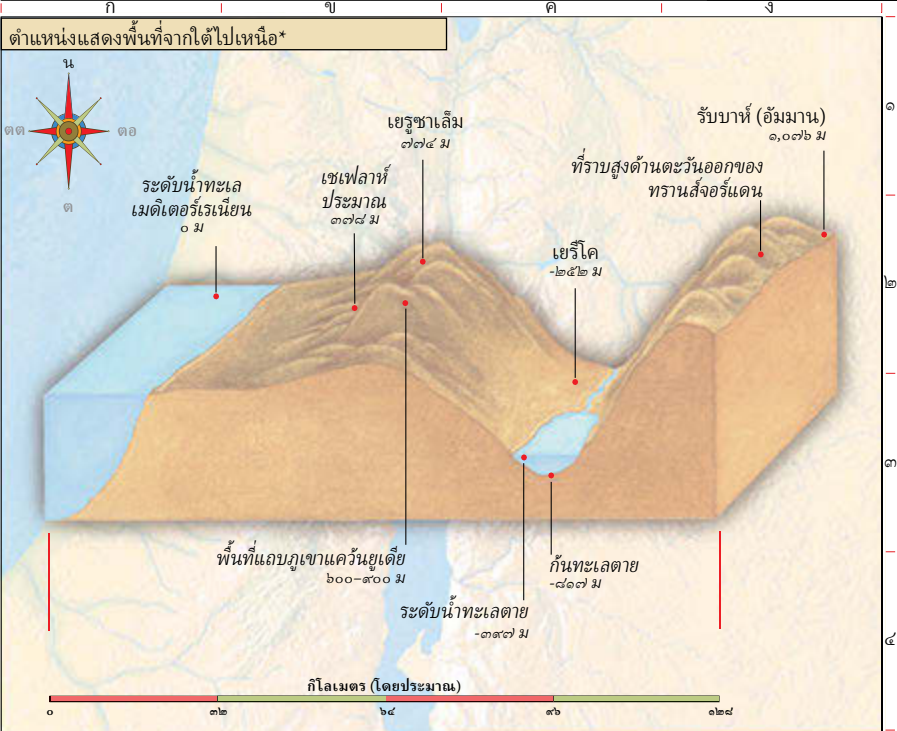 ก ข ค ง
ตำแหน่งแสดงพื้นที่จากใต้ไปเหนือ*
น
ตต
ตอ
ต
๑
๒
๓
๔
เยรูซาเล็ม
๗๗๔ ม
รับบาห์ (อัมมาน)
๑,๐๗๖ ม
ที่ราบสูงด้านตะวันออกของ
ทรานส์จอร์แดน
ระดับน้ำทะเล
เมดิเตอร์เรเนียน
๐ ม
เชเฟลาห์
ประมาณ
๓๗๘ ม
เยรีโค
-๒๕๒ ม
พื้นที่แถบภูเขาแคว้นยูเดีย
๖๐๐–๙๐๐ ม
ก้นทะเลตาย
-๘๑๗ ม
ระดับน้ำทะเลตาย
-๓๙๗ ม
กิโลเมตร (โดยประมาณ)
๐ ๓๒ ๖๔ ๙๖ ๑๒๘